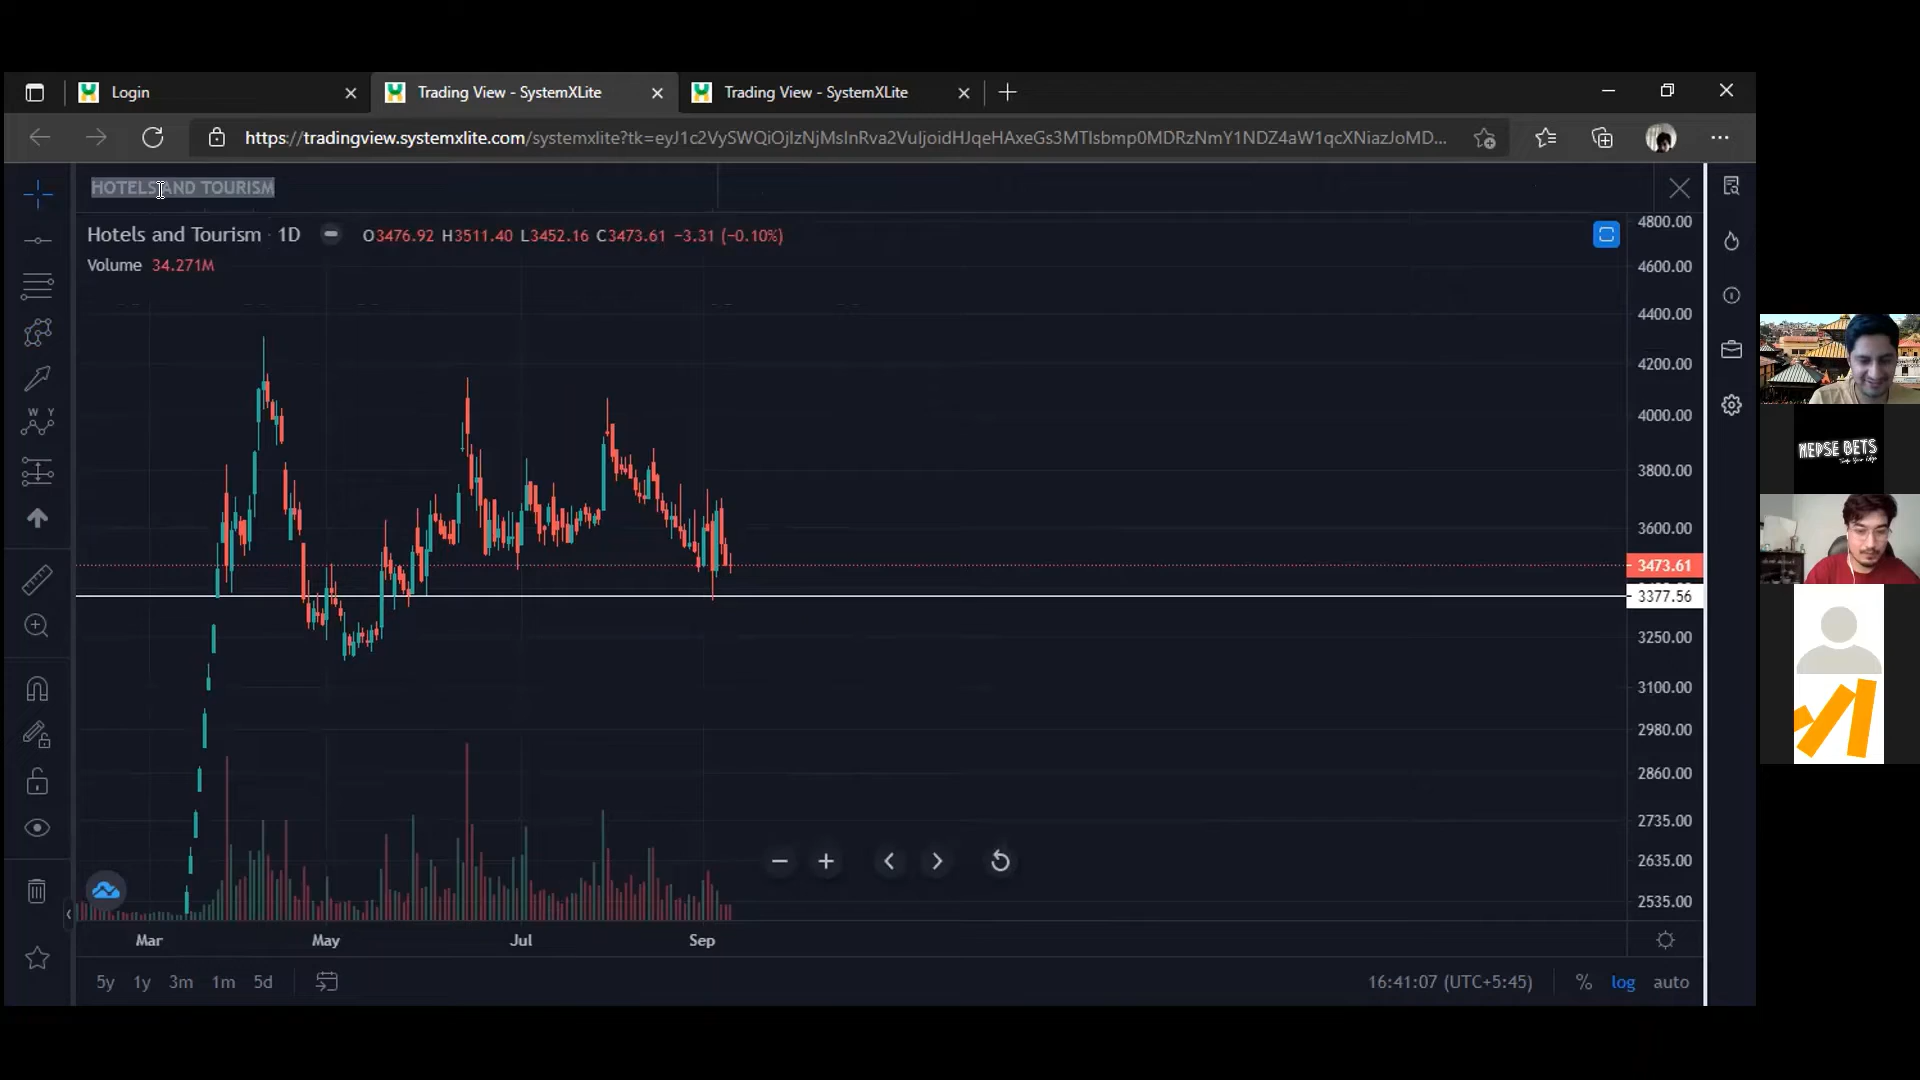 Login
Trading View - SystemXLite
Trading View - SystemXLite
https://tradingview.systemxlite.com/systemxlite?tk=
HOTELS AND TOURISM
Hotels and Tourism · 1D O3476.92 H3511.40 L3452.16 C3473.61 −3.31 (−0.10%)
Volume 34.271M
4800.00
4600.00
4400.00
4200.00
4000.00
3800.00
3600.00
3473.61
3377.56
3250.00
3100.00
2980.00
2860.00
2735.00
2635.00
2535.00
W Y
Mar May Jul Sep
5y 1y 3m 1m 5d
16:41:07 (UTC+5:45) % log auto
NEPSE BETS